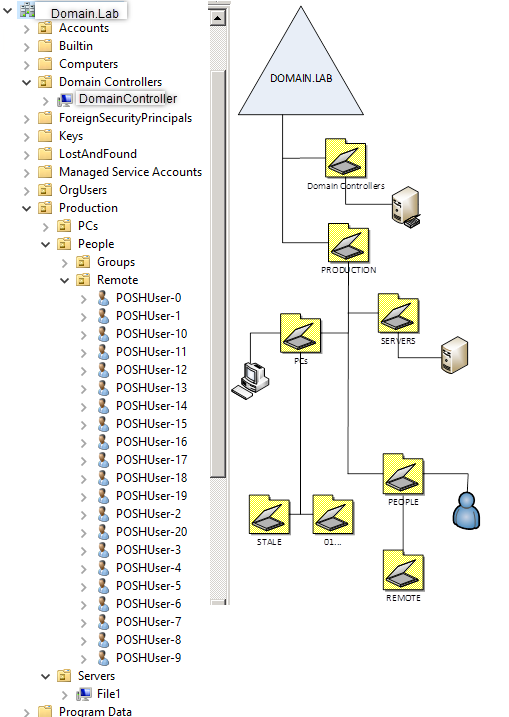 Domain.Lab
Accounts
Builtin
Computers
Domain Controllers
DomainController
ForeignSecurityPrincipals
Keys
LostAndFound
Managed Service Accounts
OrgUsers
Production
PCs
People
Groups
Remote
POSHUser-0
POSHUser-1
POSHUser-10
POSHUser-11
POSHUser-12
POSHUser-13
POSHUser-14
POSHUser-15
POSHUser-16
POSHUser-17
POSHUser-18
POSHUser-19
POSHUser-2
POSHUser-20
POSHUser-3
POSHUser-4
POSHUser-5
POSHUser-6
POSHUser-7
POSHUser-8
POSHUser-9
Servers
File1
Program Data
DOMAIN.LAB
Domain Controllers
PRODUCTION
SERVERS
PCs
PEOPLE
STALE
01...
REMOTE